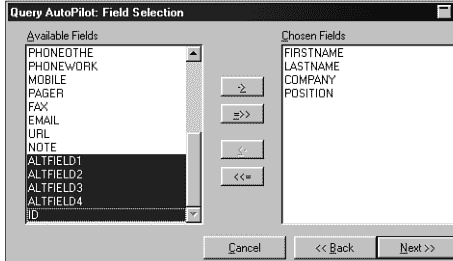 Query AutoPilot: Field Selection
Available Fields
PHONEOTHE
PHONEWORK
MOBILE
PAGER
FAX
EMAIL
URL
NOTE
ALTFIELD1
ALTFIELD2
ALTFIELD3
ALTFIELD4
ID
->
=>>
<-
<<=
Chosen Fields
FIRSTNAME
LASTNAME
COMPANY
POSITION
Cancel
<< Back
Next >>